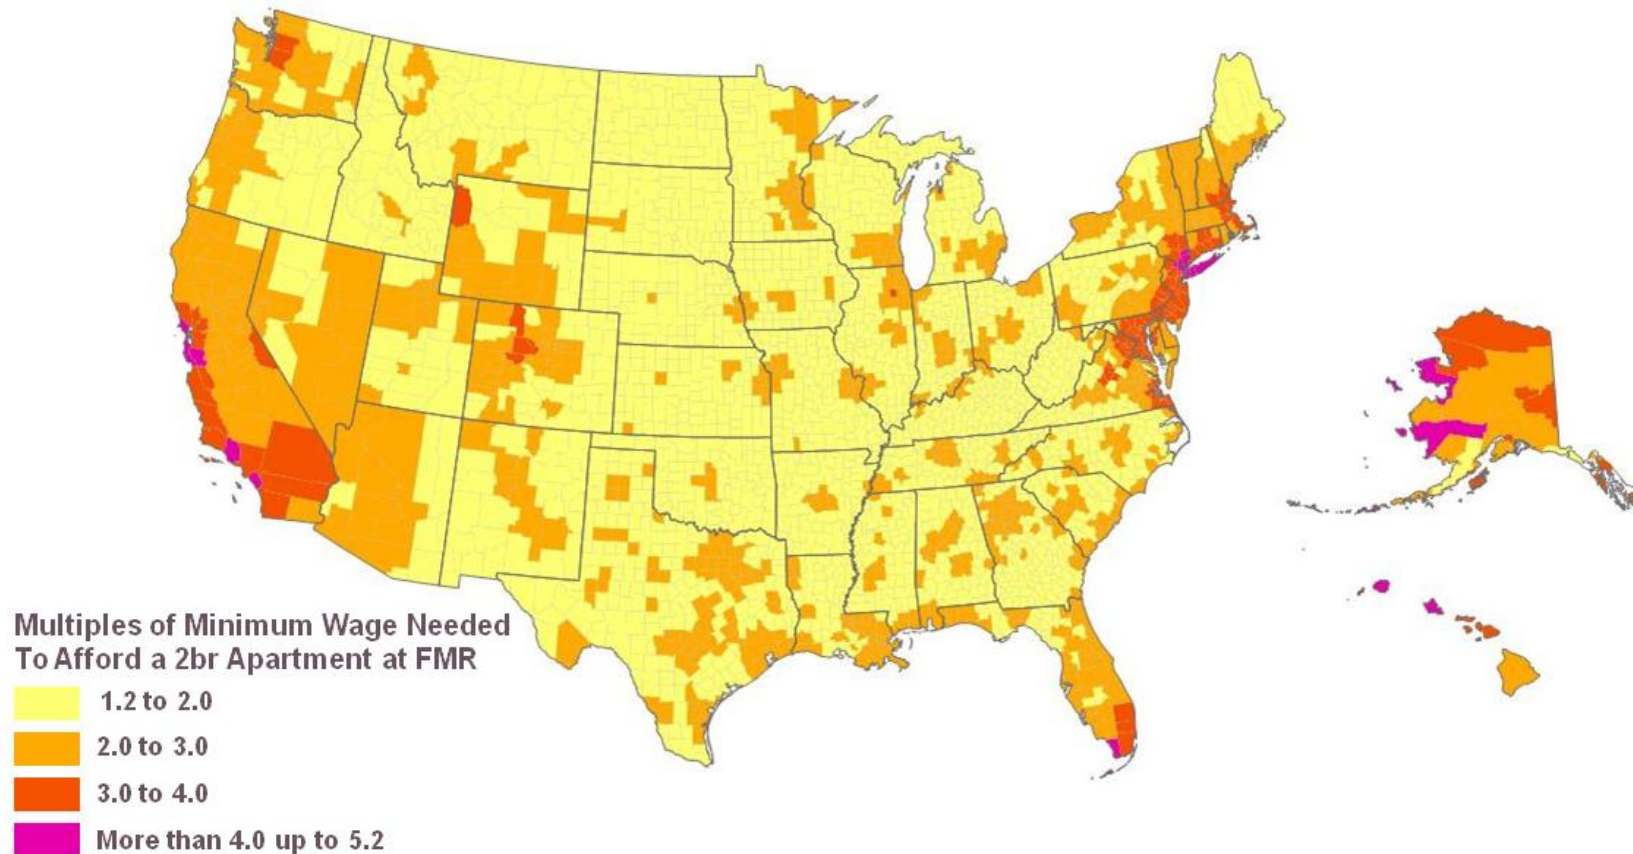 Multiples of Minimum Wage Needed
To Afford a 2br Apartment at FMR
1.2 to 2.0
2.0 to 3.0
3.0 to 4.0
More than 4.0 up to 5.2